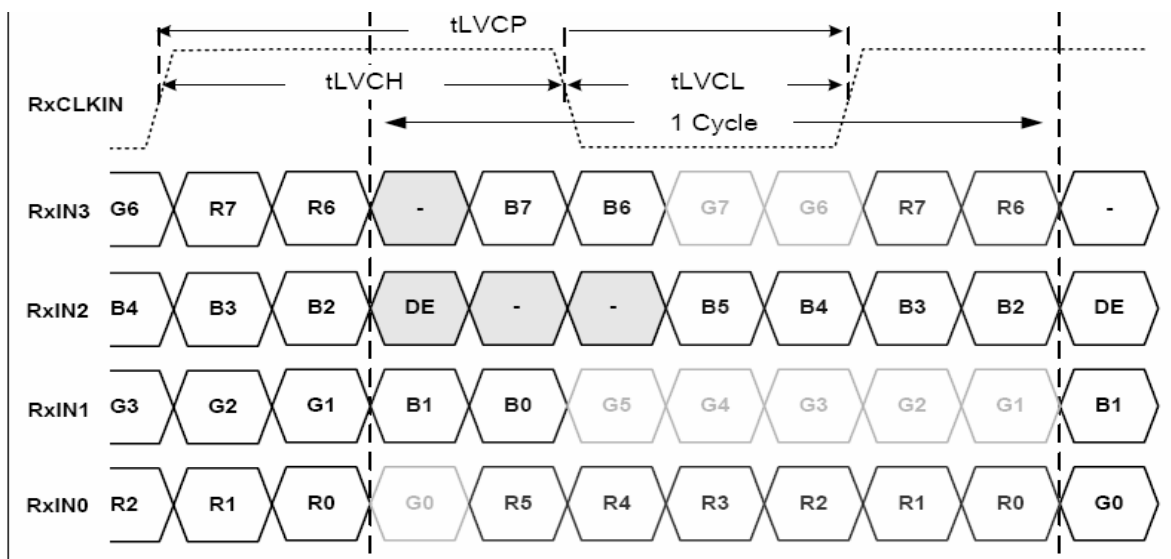 tLVCP
tLVCH tLVCL
RxCLKIN
1 Cycle
RxIN3 G6 R7 R6 - B7 B6 G7 G6 R7 R6 -
RxIN2 B4 B3 B2 DE - - B5 B4 B3 B2 DE
RxIN1 G3 G2 G1 B1 B0 G5 G4 G3 G2 G1 B1
RxIN0 R2 R1 R0 G0 R5 R4 R3 R2 R1 R0 G0